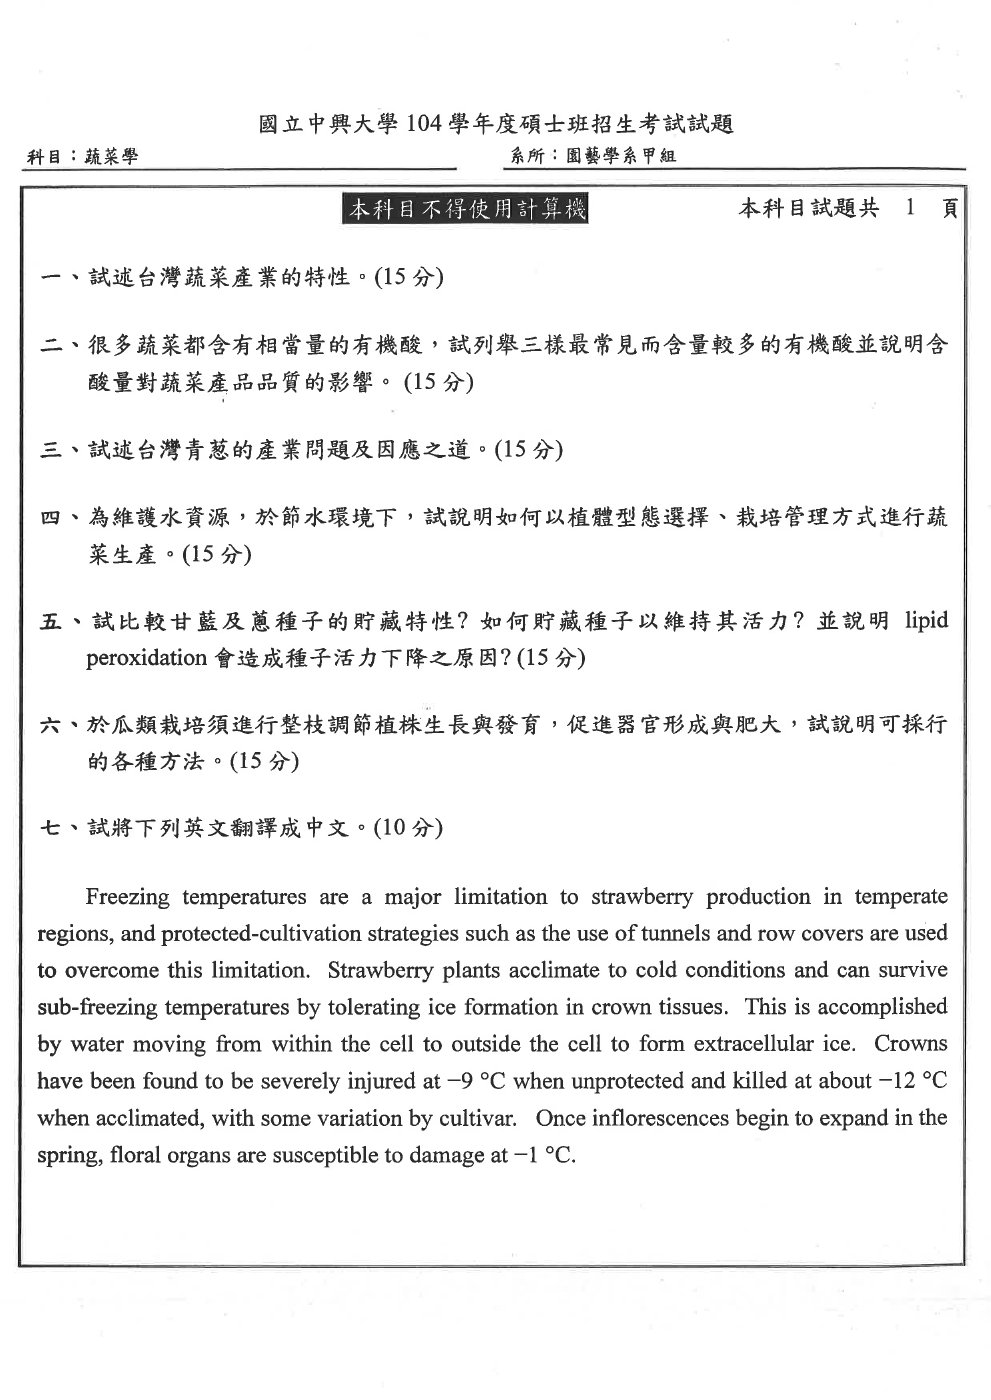 國立中興大學 104 學年度碩士班招生考試試題
科目：蔬菜學 系所：園藝學系甲組
本科目不得使用計算機 本科目試題共 1 頁
一、試述台灣蔬菜產業的特性。(15 分)
二、很多蔬菜都含有相當量的有機酸，試列舉三樣最常見而含量較多的有機酸並說明含
酸量對蔬菜產品品質的影響。 (15 分)
三、試述台灣青葱的產業問題及因應之道。(15 分)
四、為維護水資源，於節水環境下，試說明如何以植體型態選擇、栽培管理方式進行蔬
菜生產。(15 分)
五、試比較甘藍及蔥種子的貯藏特性? 如何貯藏種子以維持其活力? 並說明 lipid
peroxidation 會造成種子活力下降之原因? (15 分)
六、於瓜類栽培須進行整枝調節植株生長與發育，促進器官形成與肥大，試說明可採行
的各種方法。(15 分)
七、試將下列英文翻譯成中文。(10 分)
Freezing temperatures are a major limitation to strawberry production in temperate
regions, and protected-cultivation strategies such as the use of tunnels and row covers are used
to overcome this limitation. Strawberry plants acclimate to cold conditions and can survive
sub-freezing temperatures by tolerating ice formation in crown tissues. This is accomplished
by water moving from within the cell to outside the cell to form extracellular ice. Crowns
have been found to be severely injured at −9 °C when unprotected and killed at about −12 °C
when acclimated, with some variation by cultivar. Once inflorescences begin to expand in the
spring, floral organs are susceptible to damage at −1 °C.